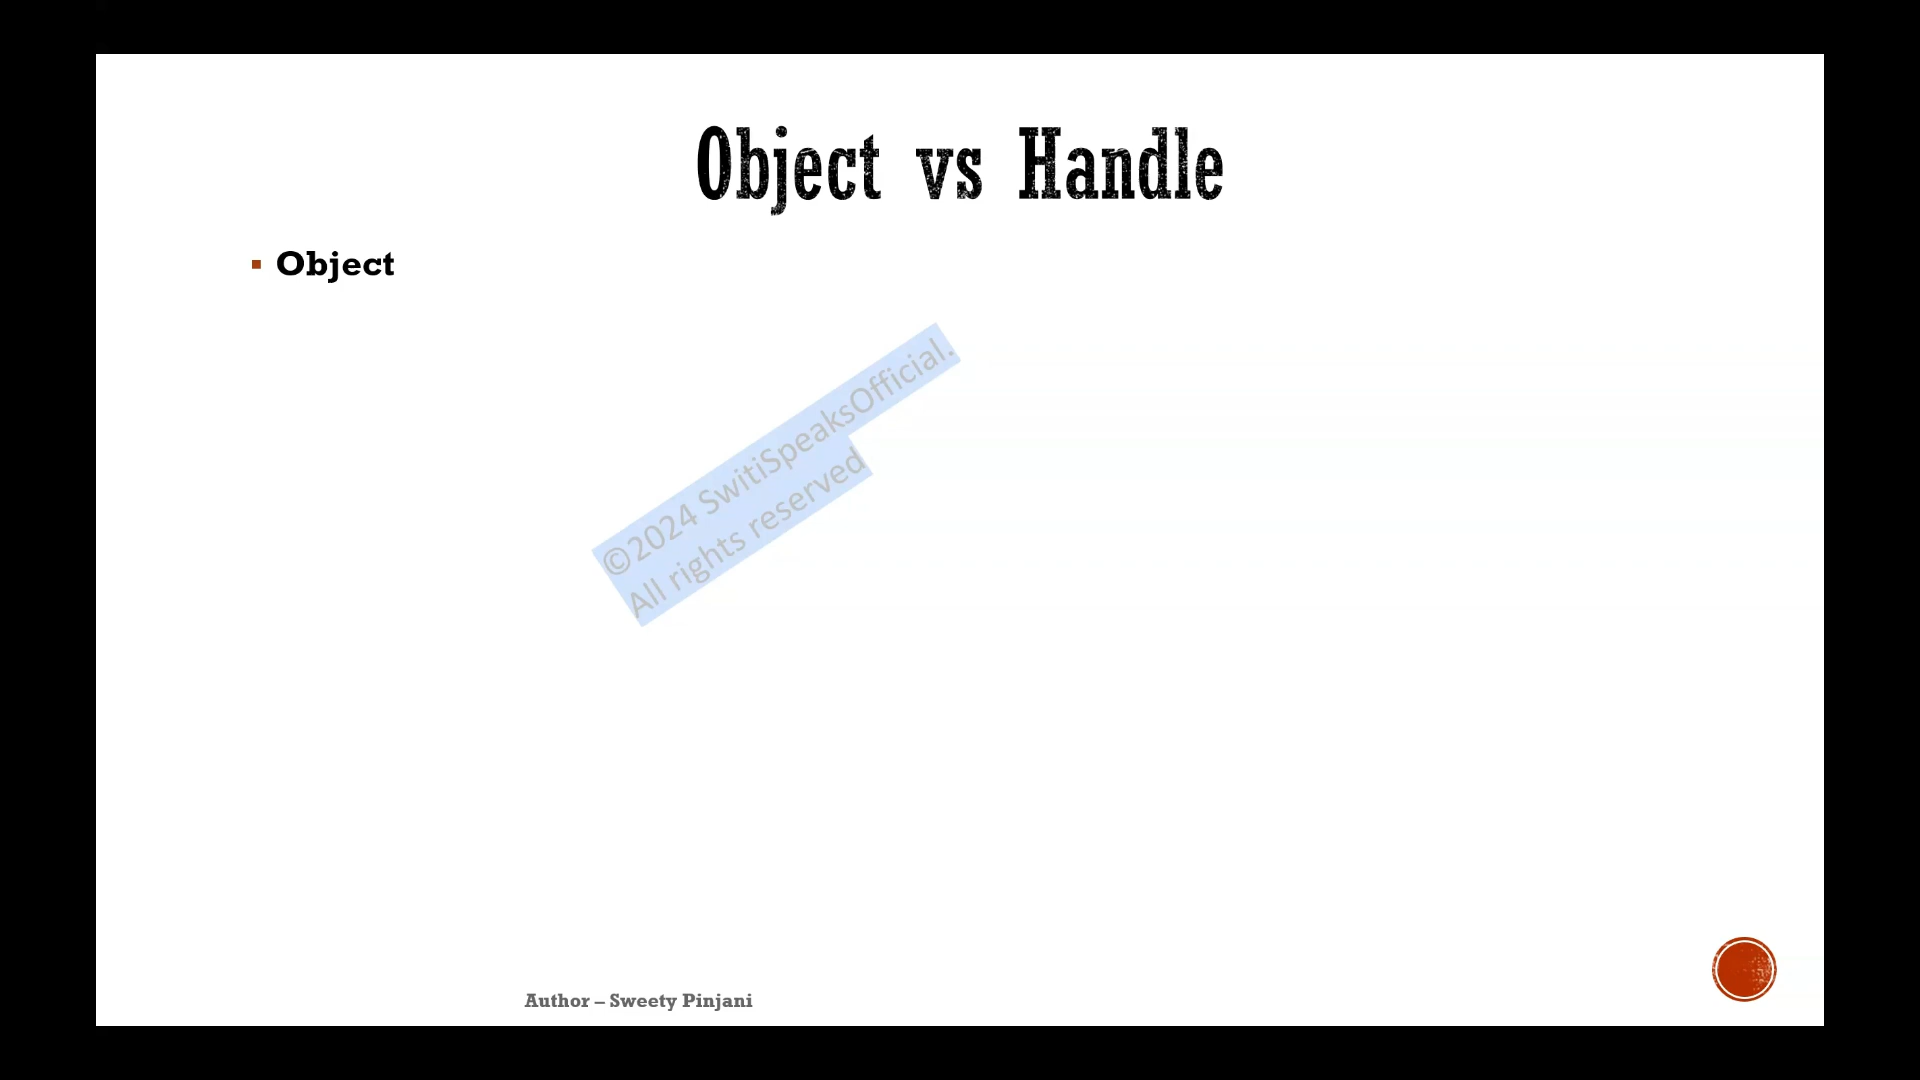 Object vs Handle
Object
©2024 SwitiSpeaksOfficial.
All rights reserved
Author – Sweety Pinjani